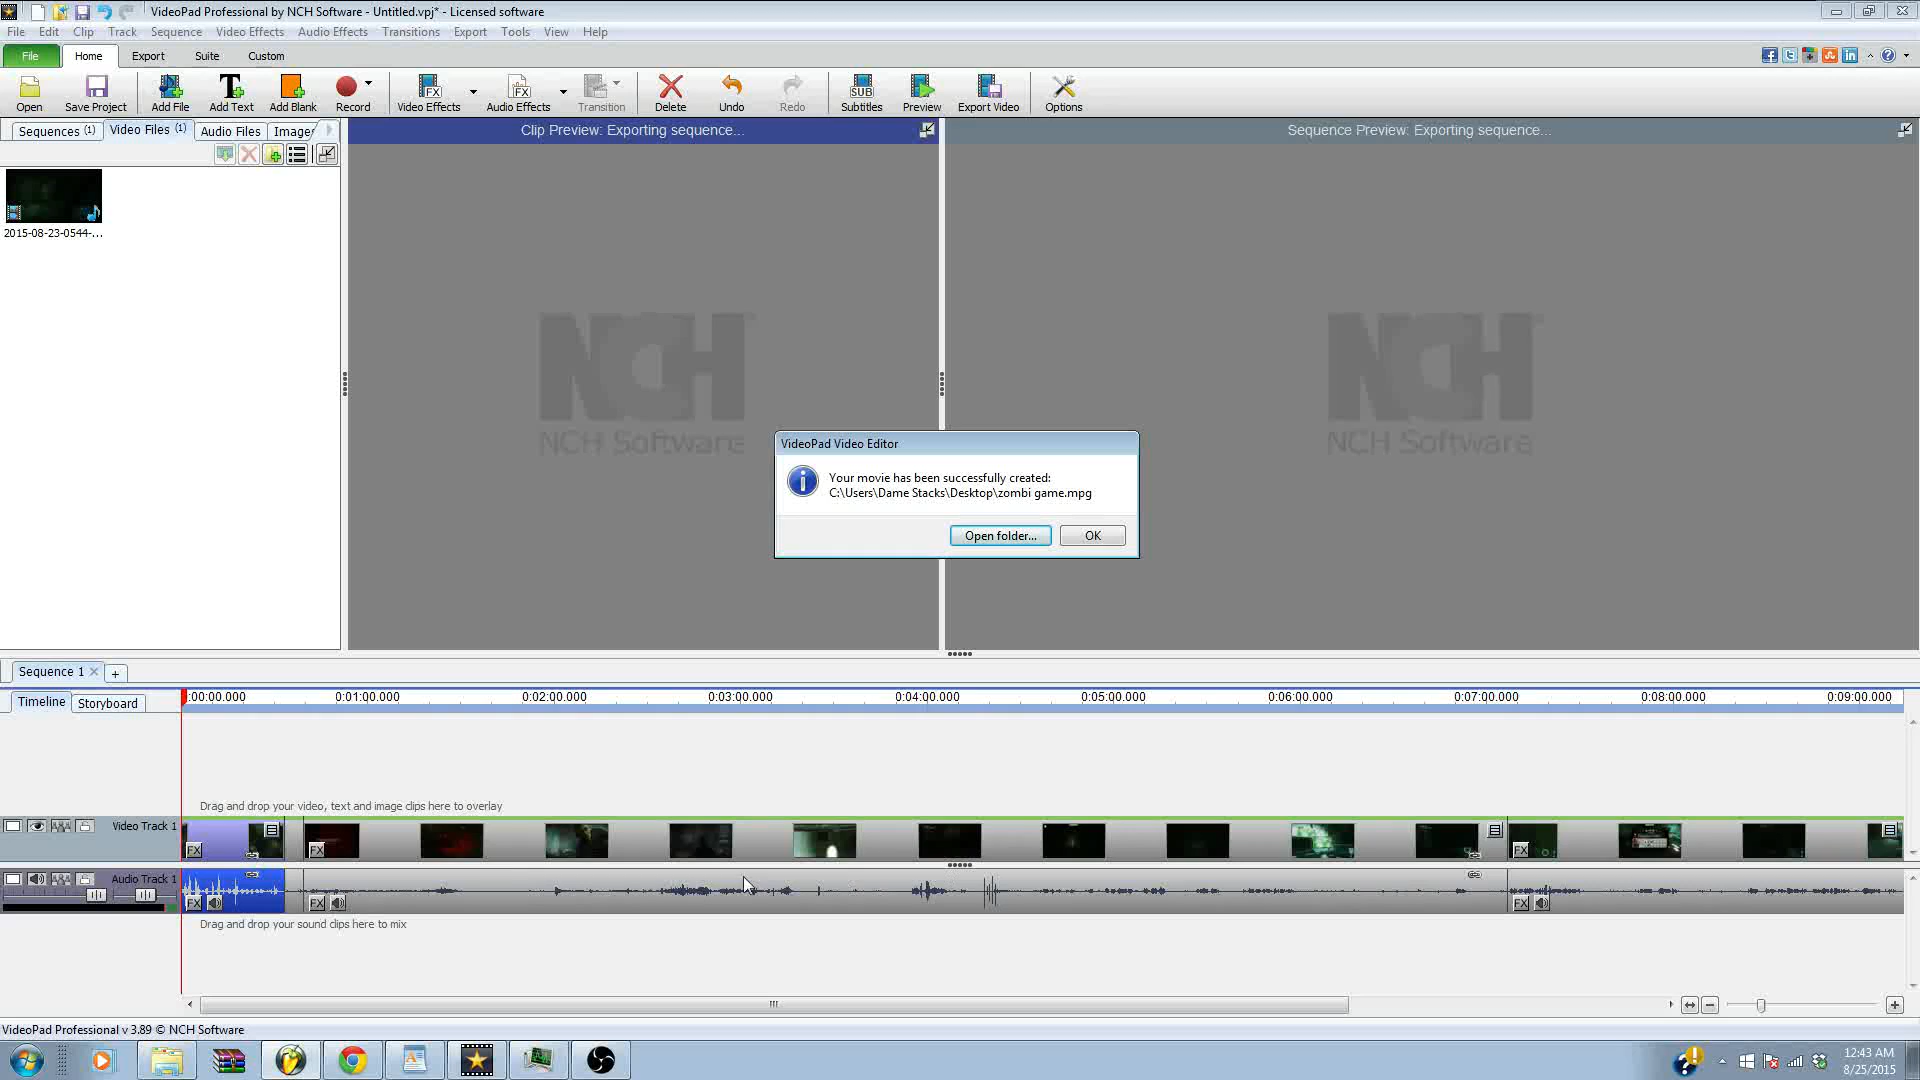 VideoPad Professional by NCH Software - Untitled.vpj* - Licensed software
File Edit Clip Track Sequence Video Effects Audio Effects Transitions Export Tools View Help
File Home Export Suite Custom
Open Save Project Add File Add Text Add Blank Record Video Effects Audio Effects Transition Delete Undo Redo Subtitles Preview Export Video Options
Sequences (1) Video Files (1) Audio Files Images
Clip Preview: Exporting sequence...
Sequence Preview: Exporting sequence...
2015-08-23-0544-...
NCH
NCH Software
NCH
NCH Software
VideoPad Video Editor
Your movie has been successfully created:
C:\Users\Dame Stacks\Desktop\zombi game.mpg
Open folder... OK
Sequence 1
Timeline Storyboard
:00:00.000 0:01:00.000 0:02:00.000 0:03:00.000 0:04:00.000 0:05:00.000 0:06:00.000 0:07:00.000 0:08:00.000 0:09:00.000
Drag and drop your video, text and image clips here to overlay
Video Track 1
FX FX FX
Audio Track 1
FX FX FX
Drag and drop your sound clips here to mix
VideoPad Professional v 3.89 © NCH Software
12:43 AM
8/25/2015